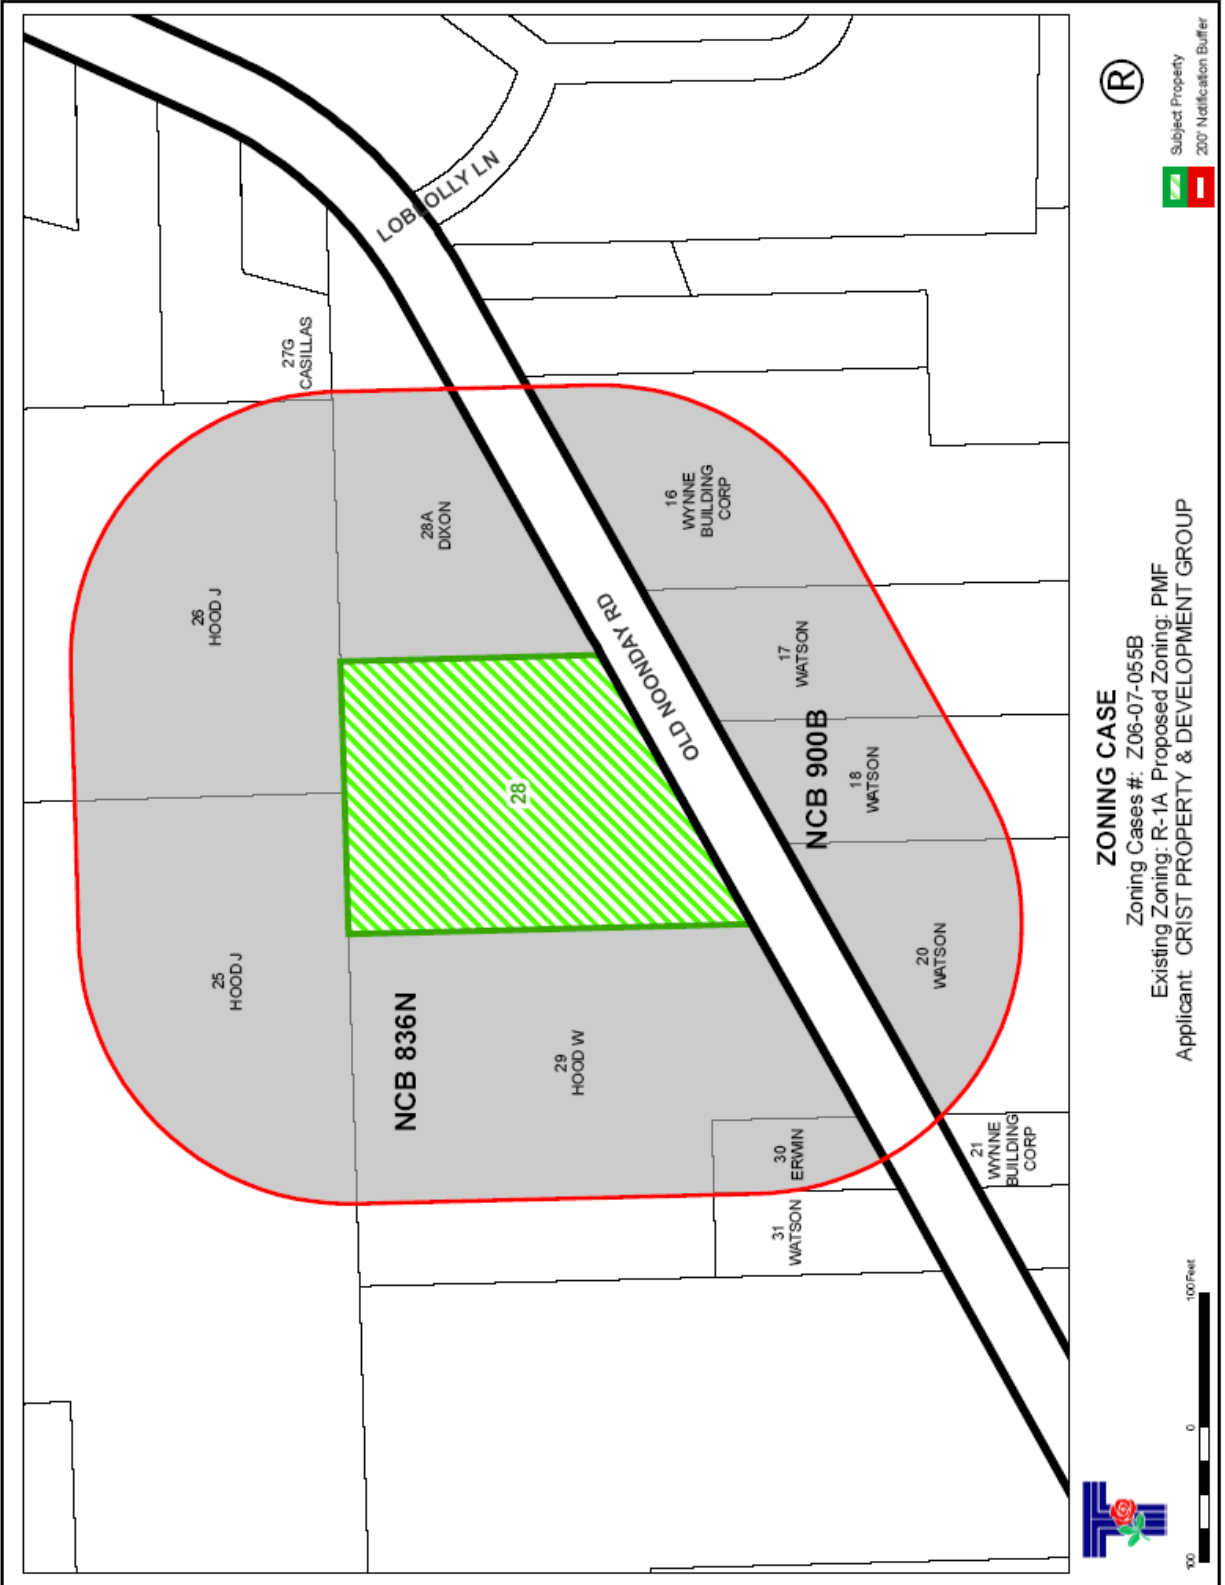 25
HOOD J
26
HOOD J
27G
CASILLAS
NCB 836N
28A
DIXON
28
29
HOOD W
LOBLOLLY LN
OLD NOONDAY RD
16
WYNNE
BUILDING
CORP
17
WATSON
NCB 900B
18
WATSON
20
WATSON
30
ERWIN
31
WATSON
21
WYNNE
BUILDING
CORP
ZONING CASE
Zoning Cases #: Z06-07-055B
Existing Zoning: R-1A Proposed Zoning: PMF
Applicant: CRIST PROPERTY & DEVELOPMENT GROUP
100 0 100 Feet
®
Subject Property
200' Notification Buffer